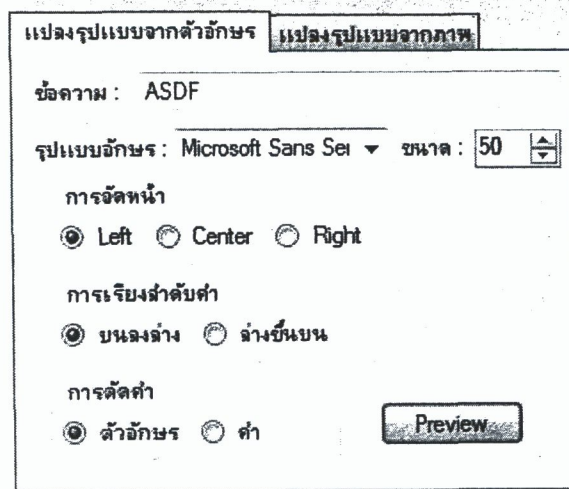 แปลงรูปแบบจากตัวอักษร แปลงรูปแบบจากภาพ
ข้อความ : ASDF
รูปแบบอักษร : Microsoft Sans Ser ขนาด : 50
การจัดหน้า
Left Center Right
การเรียงลำดับคำ
บนลงล่าง ล่างขึ้นบน
การตัดคำ
ตัวอักษร คำ
Preview